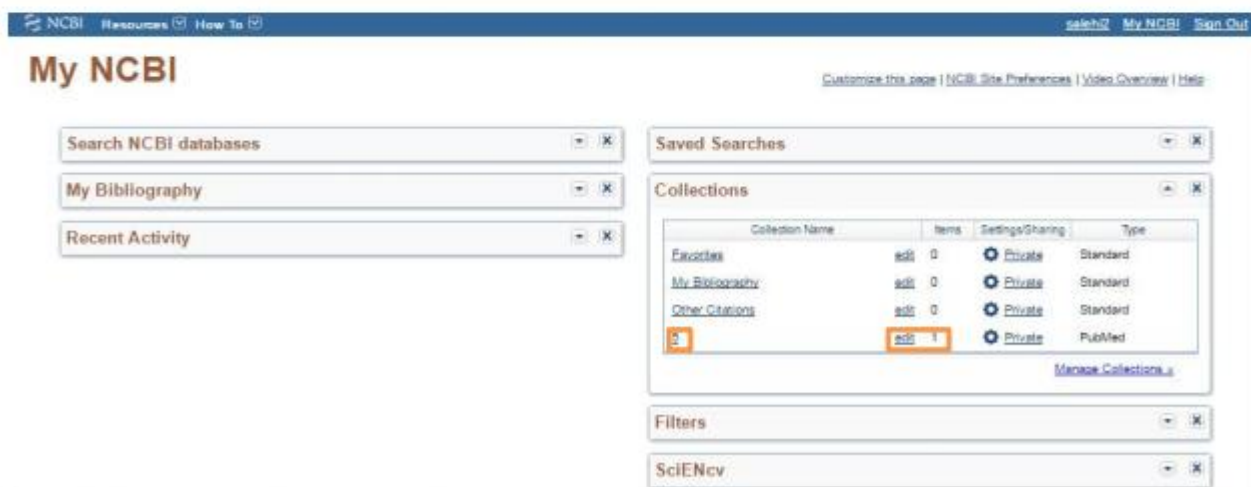 NCBI Resources How To salehi2 My NCBI Sign Out
My NCBI
Customize this page | NCBI Site Preferences | Video Overview | Help
Search NCBI databases
My Bibliography
Recent Activity
Saved Searches
Collections
Collection Name Items Settings/Sharing Type
Favorites edit 0 Private Standard
My Bibliography edit 0 Private Standard
Other Citations edit 0 Private Standard
edit 1 Private PubMed
Manage Collections »
Filters
SciENcv